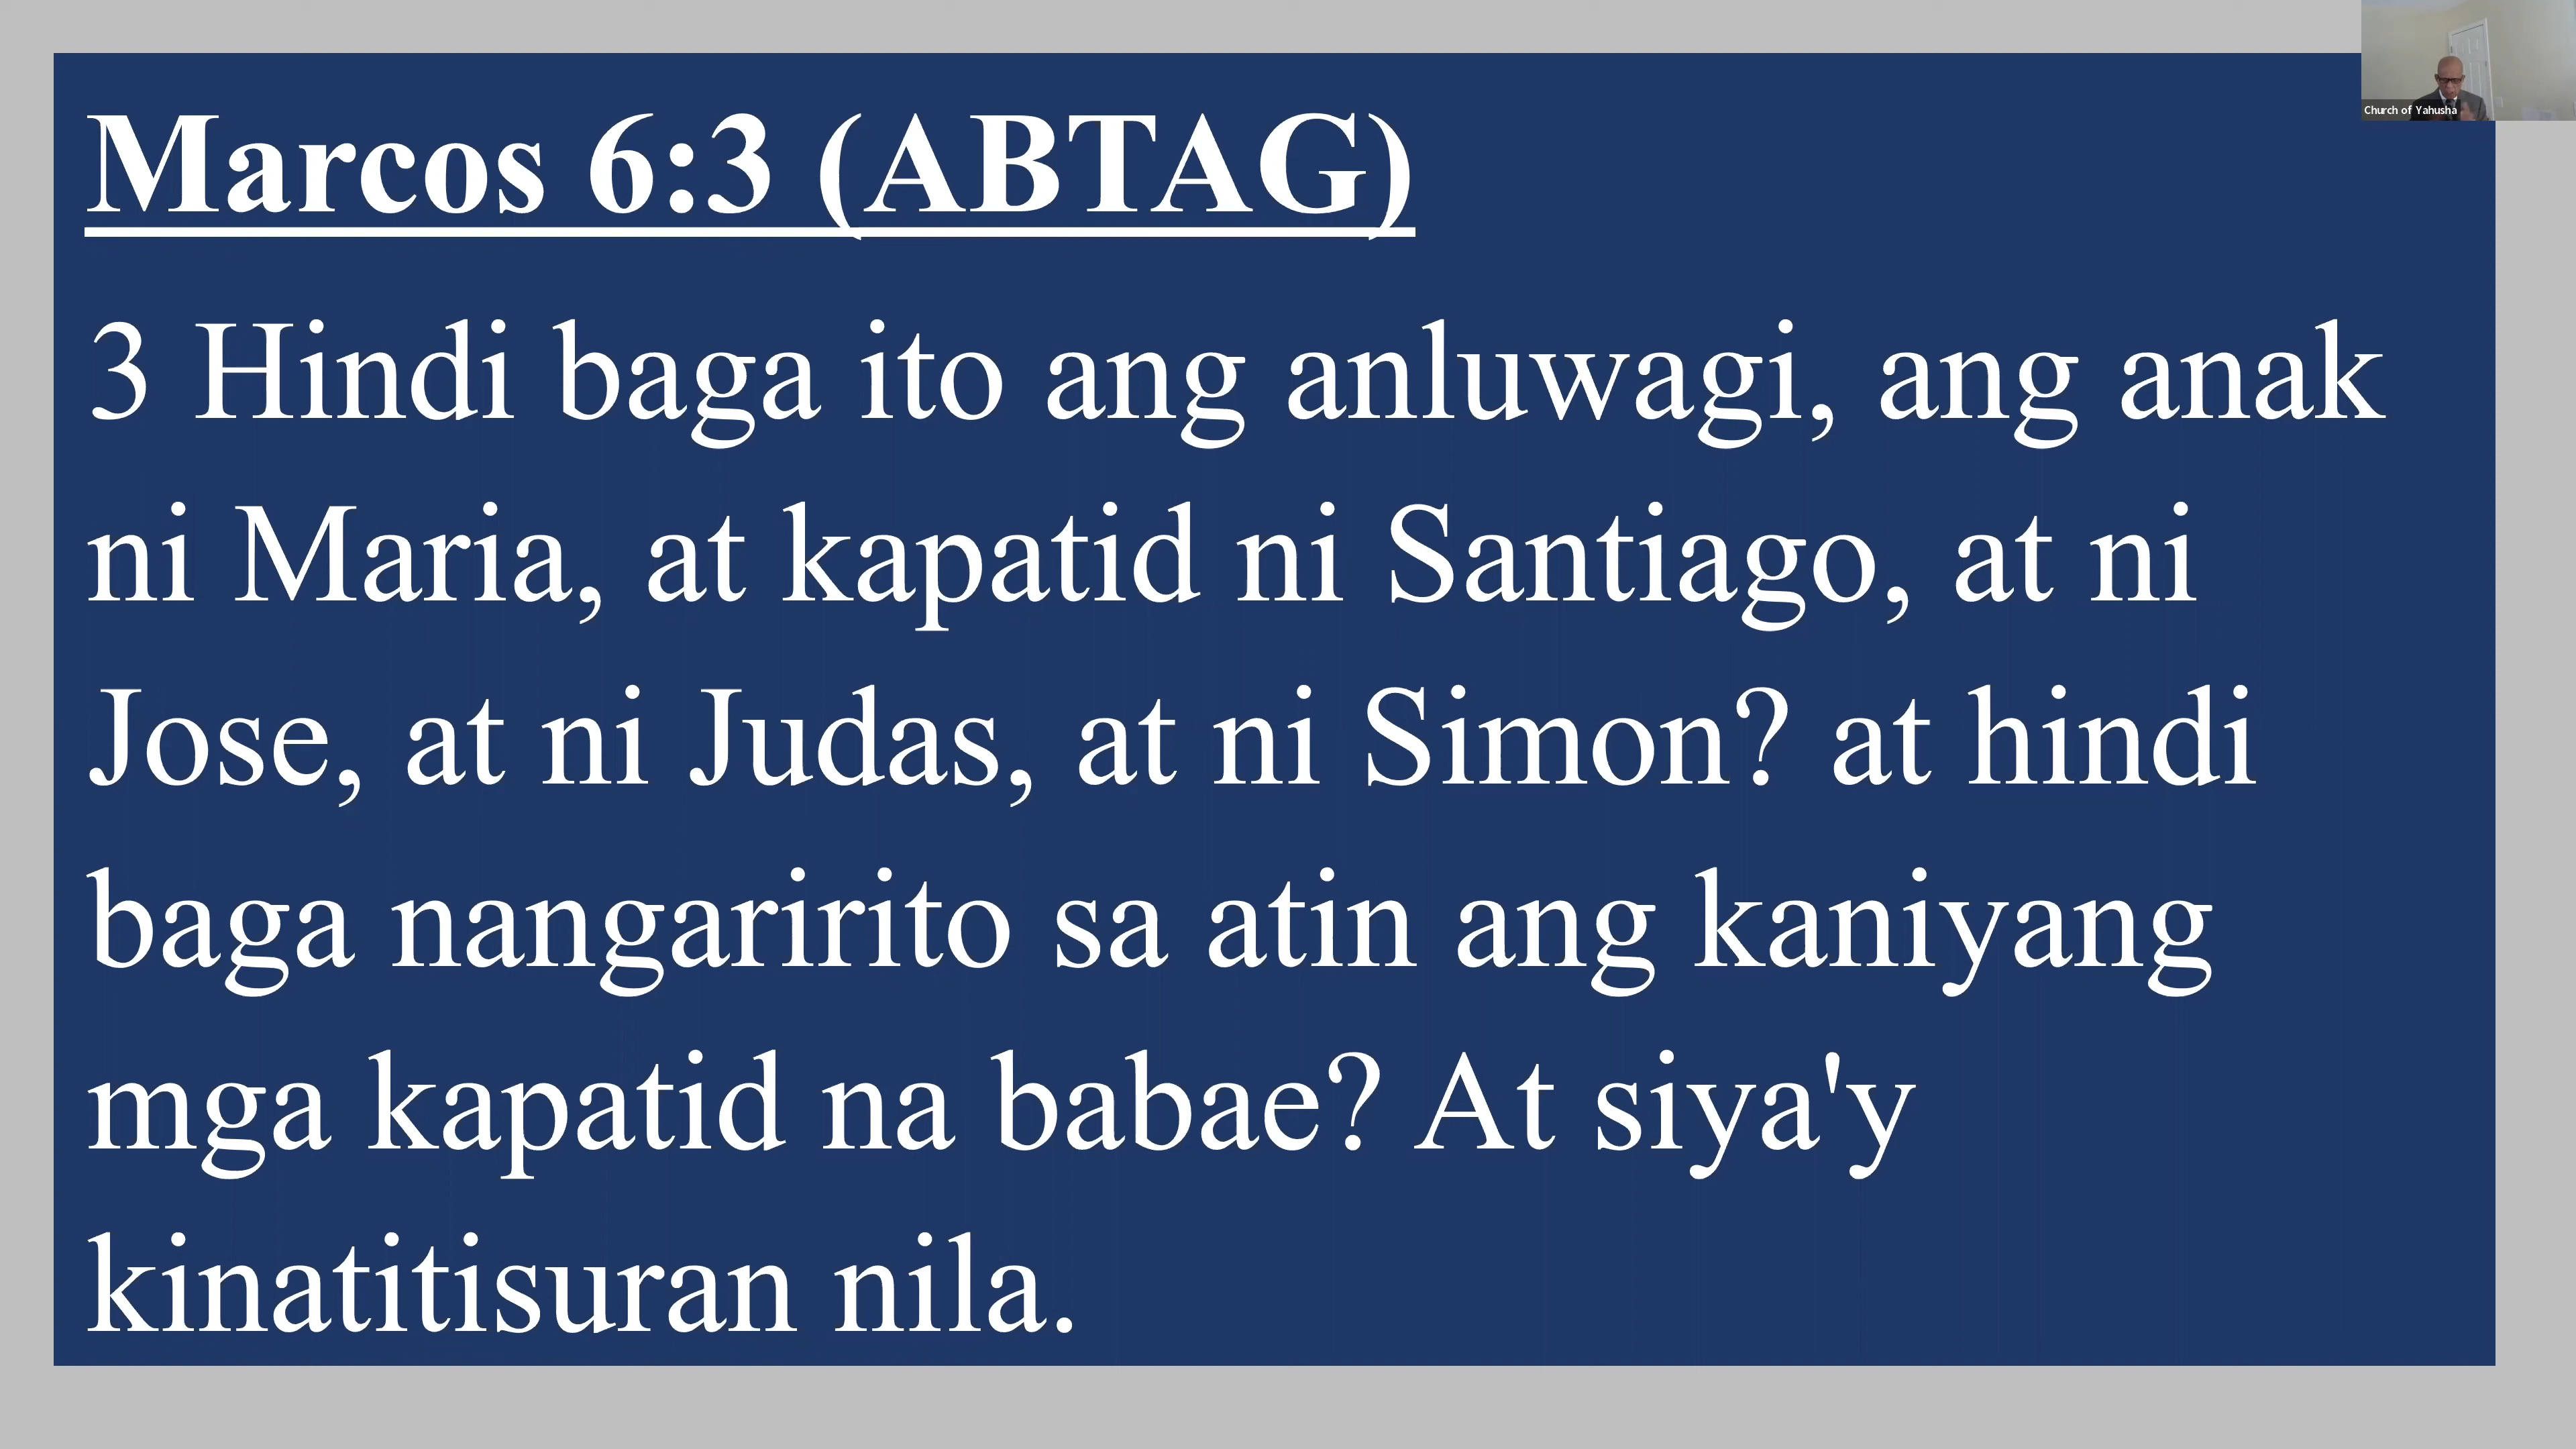 Marcos 6:3 (ABTAG)
3 Hindi baga ito ang anluwagi, ang anak
ni Maria, at kapatid ni Santiago, at ni
Jose, at ni Judas, at ni Simon? at hindi
baga nangaririto sa atin ang kaniyang
mga kapatid na babae? At siya'y
kinatitisuran nila.
Church of Yahusha